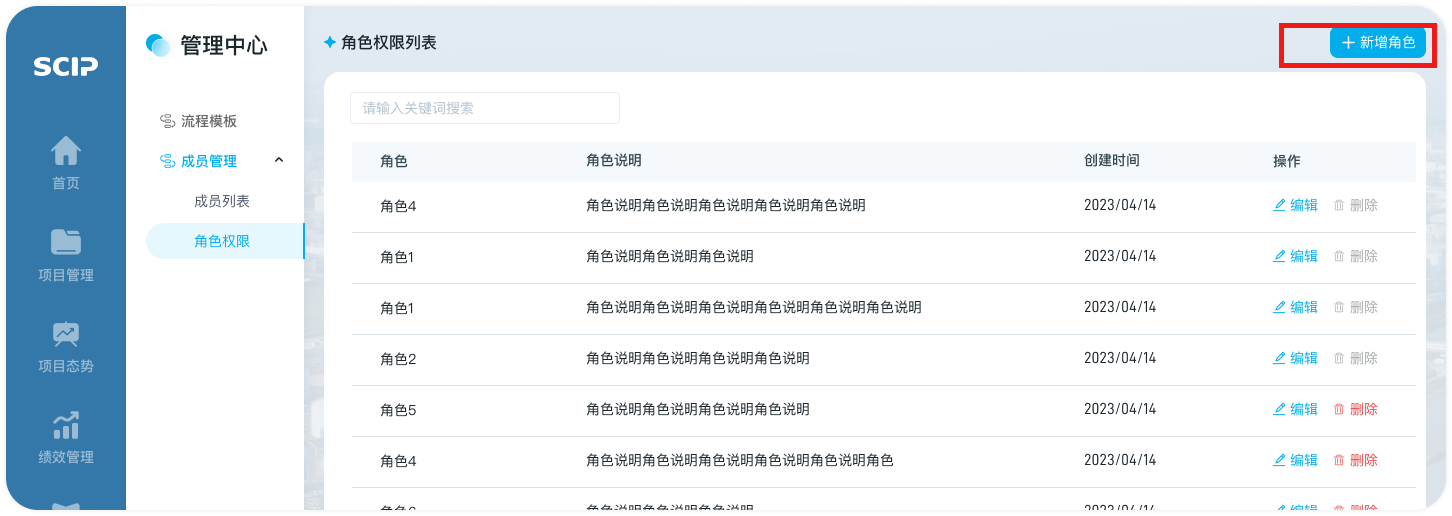 SCIP
首页
项目管理
项目态势
绩效管理
管理中心
流程模板
成员管理
成员列表
角色权限
角色权限列表
新增角色
请输入关键词搜索
角色 角色说明 创建时间 操作
角色4 角色说明角色说明角色说明角色说明角色说明 2023/04/14 编辑 删除
角色1 角色说明角色说明角色说明 2023/04/14 编辑 删除
角色1 角色说明角色说明角色说明角色说明角色说明角色说明 2023/04/14 编辑 删除
角色2 角色说明角色说明角色说明角色说明 2023/04/14 编辑 删除
角色5 角色说明角色说明角色说明角色说明 2023/04/14 编辑 删除
角色4 角色说明角色说明角色说明角色说明角色说明角色 2023/04/14 编辑 删除